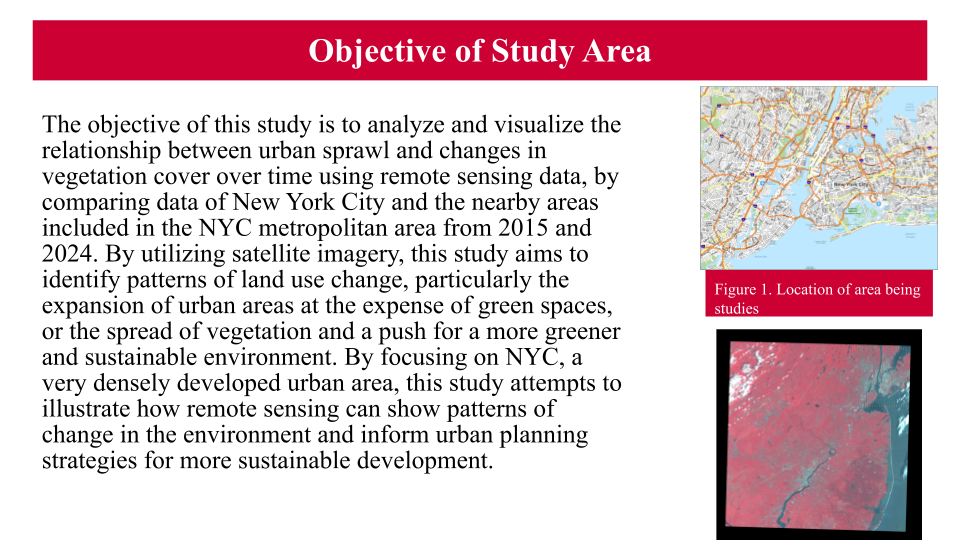 Objective of Study Area
The objective of this study is to analyze and visualize the
relationship between urban sprawl and changes in
vegetation cover over time using remote sensing data, by
comparing data of New York City and the nearby areas
included in the NYC metropolitan area from 2015 and
2024. By utilizing satellite imagery, this study aims to
identify patterns of land use change, particularly the
expansion of urban areas at the expense of green spaces,
or the spread of vegetation and a push for a more greener
and sustainable environment. By focusing on NYC, a
very densely developed urban area, this study attempts to
illustrate how remote sensing can show patterns of
change in the environment and inform urban planning
strategies for more sustainable development.
New York City
Figure 1. Location of area being
studies